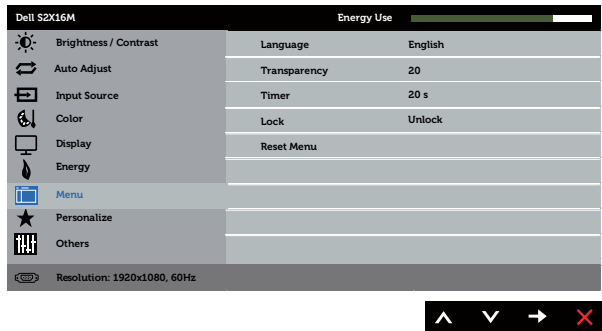 Dell S2X16M Energy Use
Brightness / Contrast
Language English
Auto Adjust
Transparency 20
Input Source
Timer 20 s
Color
Lock Unlock
Display
Reset Menu
Energy
Menu
Personalize
Others
Resolution: 1920x1080, 60Hz